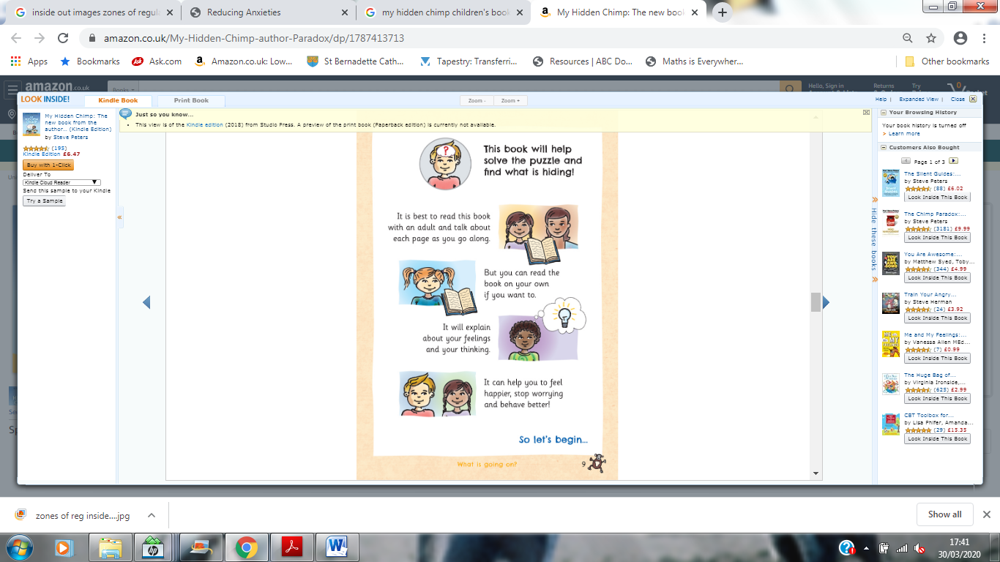 inside out images zones of regula
Reducing Anxieties
my hidden chimp children's book
My Hidden Chimp: The new book
amazon.co.uk/My-Hidden-Chimp-author-Paradox/dp/1787413713
Apps
Bookmarks
Ask.com
Amazon.co.uk: Low...
St Bernadette Cath...
Tapestry: Transferri...
Resources | ABC Do...
Maths is Everywher...
Other bookmarks
amazon.co.uk
Books
Hello, Sign in
Returns
Try
0
LOOK INSIDE!
Kindle Book
Print Book
Zoom -
Zoom +
Help |
Expanded View |
Close
My Hidden Chimp: The
new book from the
author... (Kindle Edition)
by Steve Peters
(195)
Kindle Edition £6.47
Buy with 1-Click
Deliver To
Kindle Cloud Reader
Send this sample to your Kindle
Try a Sample
Just so you know...
This view is of the Kindle edition (2018) from Studio Press. A preview of the print book (Paperback edition) is currently not available.
?
This book will help
solve the puzzle and
find what is hiding!
It is best to read this book
with an adult and talk about
each page as you go along.
But you can read the
book on your own
if you want to.
It will explain
about your feelings
and your thinking.
It can help you to feel
happier, stop worrying
and behave better!
So let's begin...
What is going on?
9
Hide these books
Your Browsing History
Your book history is turned off
> Learn more
Customers Also Bought
Page 1 of 3
The Silent Guides:...
by Steve Peters
(88) £6.02
Look Inside This Book
The Chimp Paradox:...
by Steve Peters
(3181) £9.99
Look Inside This Book
You Are Awesome:...
by Matthew Syed, Toby...
(344) £4.99
Look Inside This Book
Train Your Angry...
by Steve Herman
(24) £3.92
Look Inside This Book
Me and My Feelings:...
by Vanessa Allen MEd...
(7) £0.99
Look Inside This Book
The Huge Bag of...
by Virginia Ironside,...
(625) £2.99
Look Inside This Book
CBT Toolbox for...
by Lisa Phifer, Amanda...
(29) £15.35
Look Inside This Book
zones of reg inside....jpg
Show all
17:41
30/03/2020